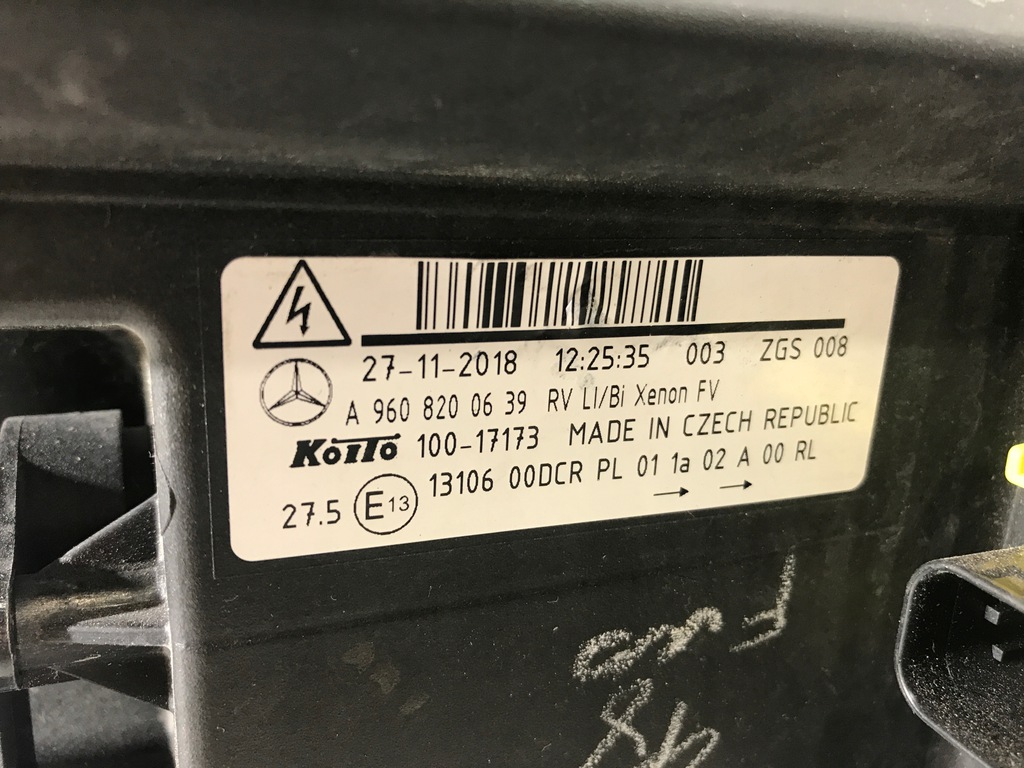 27-11-2018 12:25:35 003 ZGS 008
A 960 820 06 39 RV LI/Bi Xenon FV
KOITO 100-17173 MADE IN CZECH REPUBLIC
27.5 E13 13106 00DCR PL 01 1a 02 A 00 RL
→ →